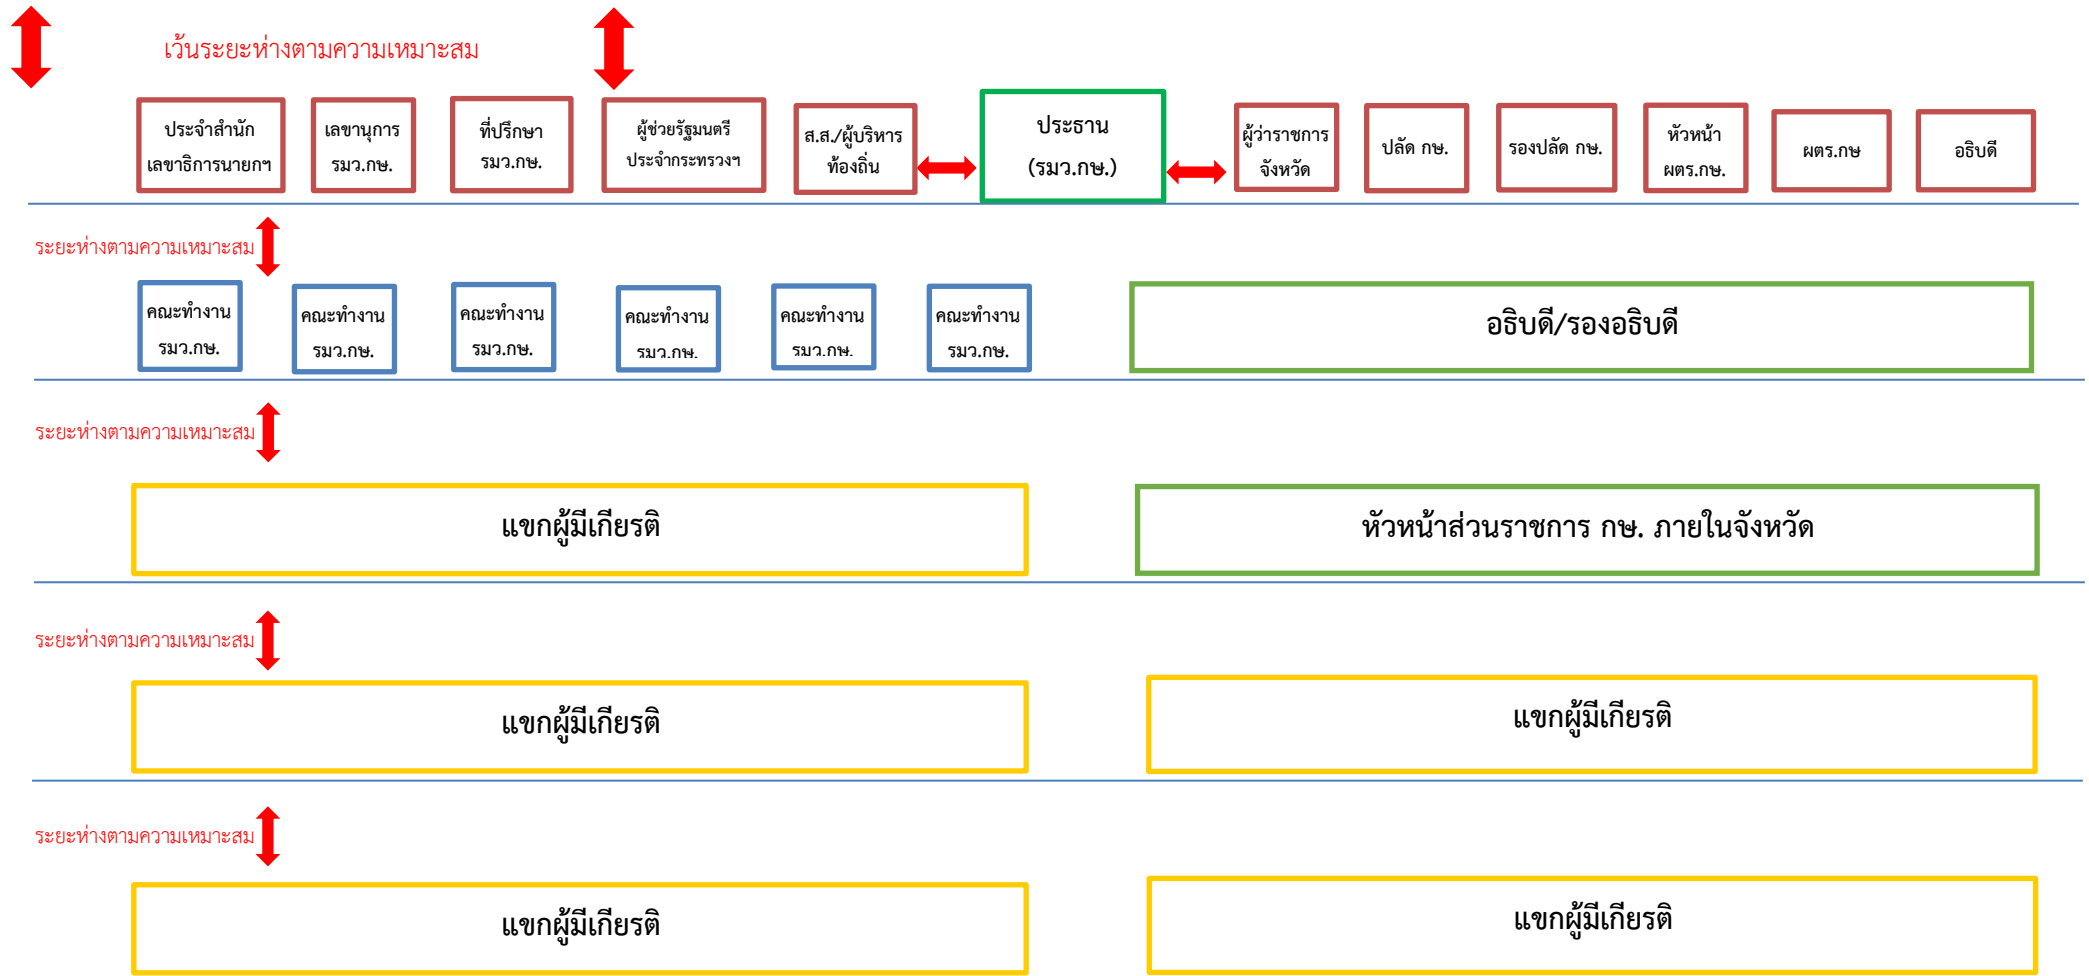 เว้นระยะห่างตามความเหมาะสม
ประจำสำนัก
เลขาธิการนายกฯ
เลขานุการ
รมว.กษ.
ที่ปรึกษา
รมว.กษ.
ผู้ช่วยรัฐมนตรี
ประจำกระทรวงฯ
ส.ส./ผู้บริหาร
ท้องถิ่น
ประธาน
(รมว.กษ.)
ผู้ว่าราชการ
จังหวัด
ปลัด กษ.
รองปลัด กษ.
หัวหน้า
ผตร.กษ.
ผตร.กษ
อธิบดี
ระยะห่างตามความเหมาะสม
คณะทำงาน
รมว.กษ.
คณะทำงาน
รมว.กษ.
คณะทำงาน
รมว.กษ.
คณะทำงาน
รมว.กษ.
คณะทำงาน
รมว.กษ.
คณะทำงาน
รมว.กษ.
อธิบดี/รองอธิบดี
ระยะห่างตามความเหมาะสม
แขกผู้มีเกียรติ
หัวหน้าส่วนราชการ กษ. ภายในจังหวัด
ระยะห่างตามความเหมาะสม
แขกผู้มีเกียรติ
แขกผู้มีเกียรติ
ระยะห่างตามความเหมาะสม
แขกผู้มีเกียรติ
แขกผู้มีเกียรติ